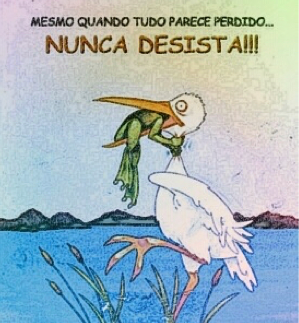 MESMO QUANDO TUDO PARECE PERDIDO...
NUNCA DESISTA!!!